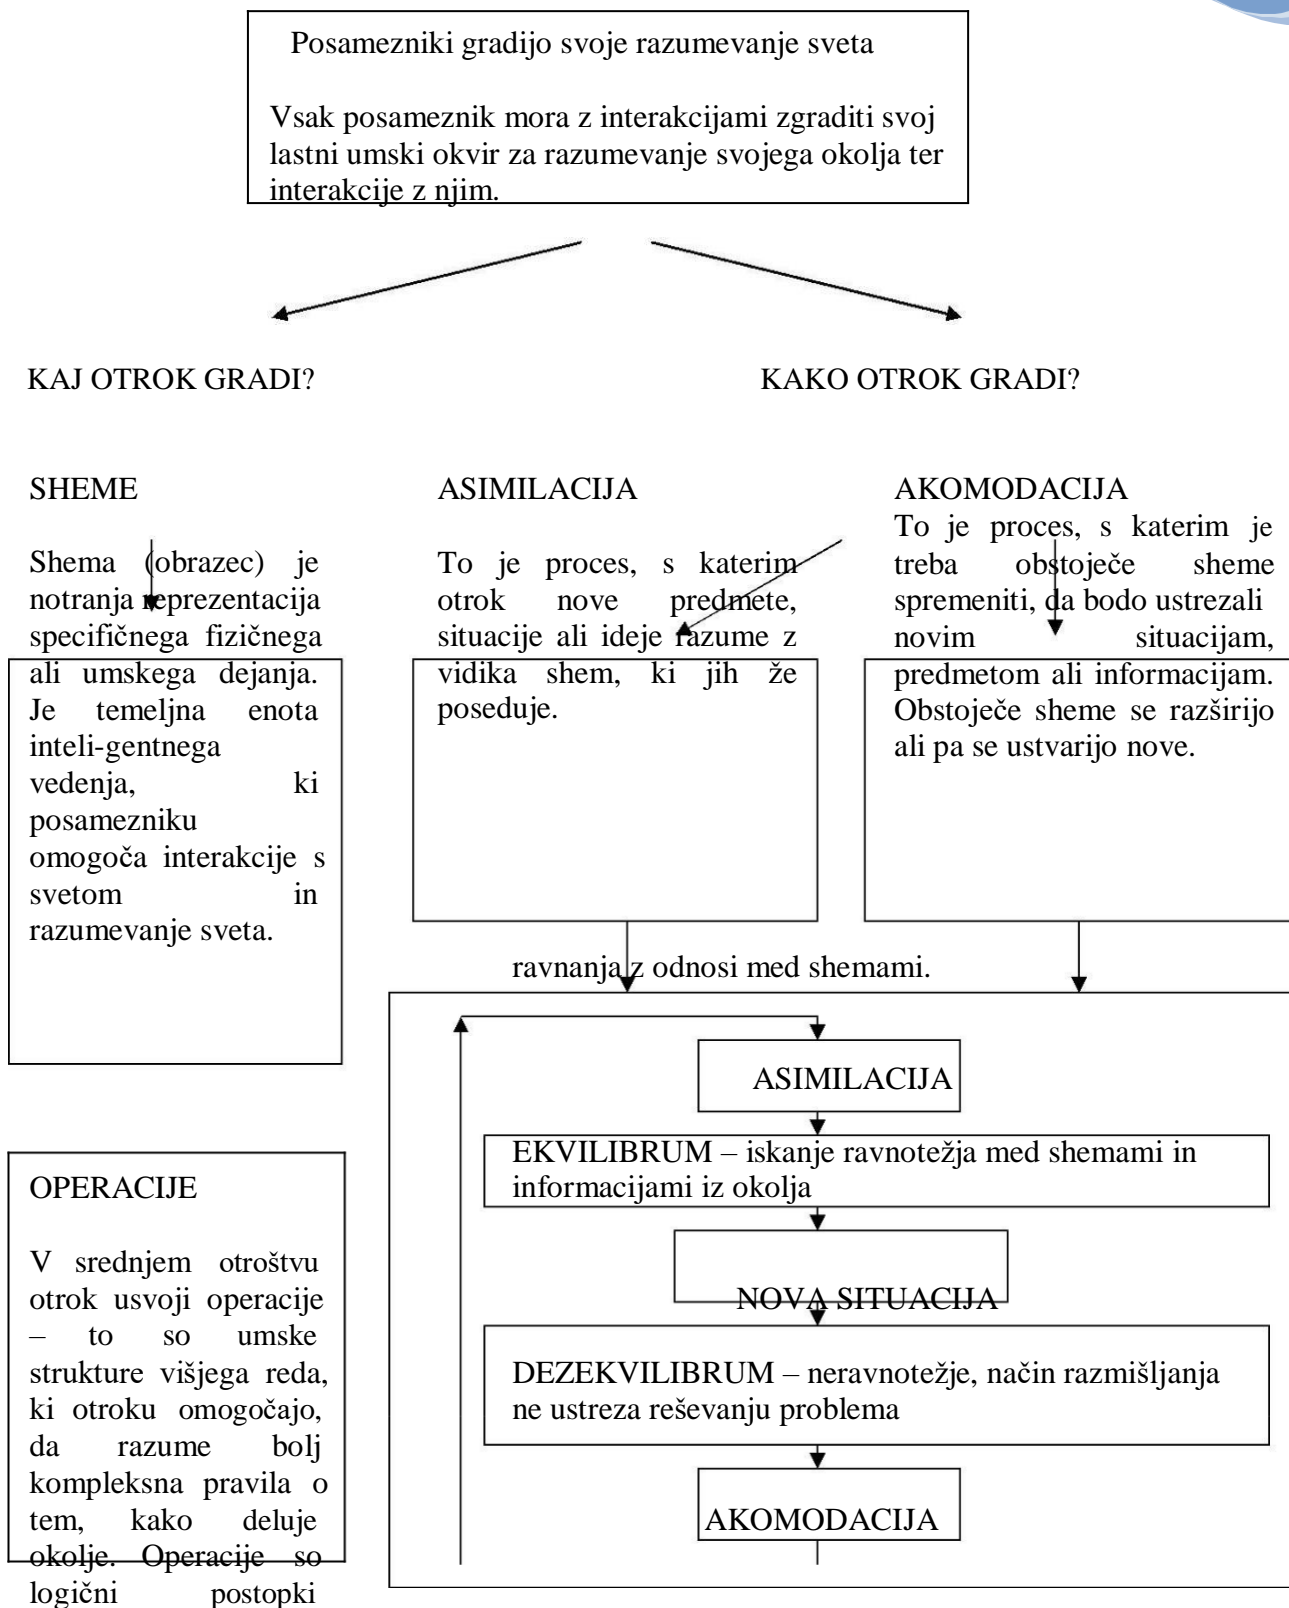 Posamezniki gradijo svoje razumevanje sveta
Vsak posameznik mora z interakcijami zgraditi svoj
lastni umski okvir za razumevanje svojega okolja ter
interakcije z njim.
KAJ OTROK GRADI?
KAKO OTROK GRADI?
SHEME
Shema (obrazec) je
notranja reprezentacija
specifičnega fizičnega
ali umskega dejanja.
Je temeljna enota
inteli-gentnega
vedenja, ki
posamezniku
omogoča interakcije s
svetom in
razumevanje sveta.
ASIMILACIJA
To je proces, s katerim
otrok nove predmete,
situacije ali ideje razume z
vidika shem, ki jih že
poseduje.
AKOMODACIJA
To je proces, s katerim je
treba obstoječe sheme
spremeniti, da bodo ustrezali
novim situacijam,
predmetom ali informacijam.
Obstoječe sheme se razširijo
ali pa se ustvarijo nove.
OPERACIJE
V srednjem otroštvu
otrok usvoji operacije
– to so umske
strukture višjega reda,
ki otroku omogočajo,
da razume bolj
kompleksna pravila o
tem, kako deluje
okolje. Operacije so
logični postopki
ravnanja z odnosi med shemami.
ASIMILACIJA
EKVILIBRUM – iskanje ravnotežja med shemami in
informacijami iz okolja
NOVA SITUACIJA
DEZEKVILIBRUM – neravnotežje, način razmišljanja
ne ustreza reševanju problema
AKOMODACIJA